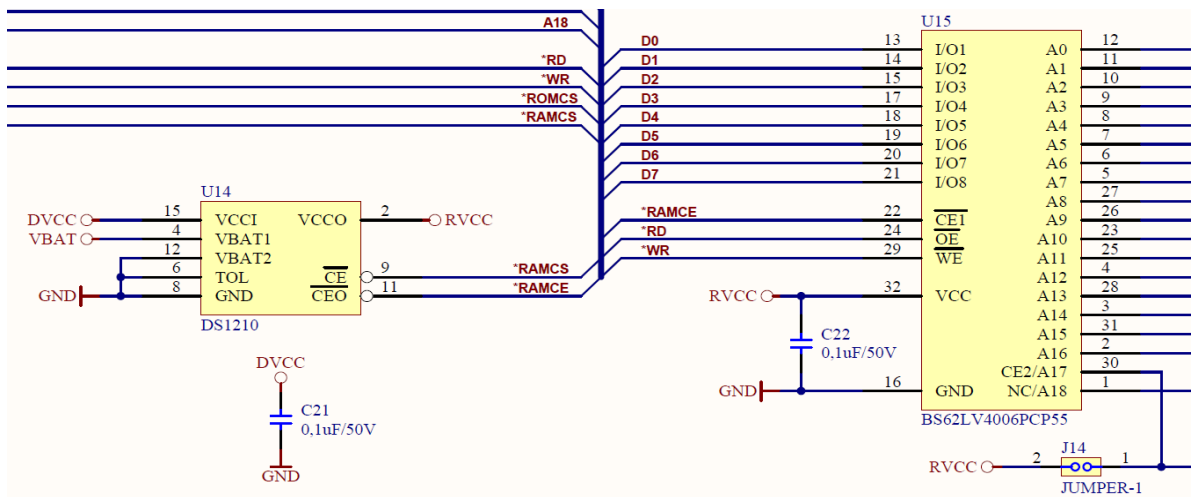 A18
*RD
*WR
*ROMCS
*RAMCS
U14
DVCC 15 VCCI VCCO 2 RVCC
VBAT 4 VBAT1
12 VBAT2
6 TOL CE 9 *RAMCS
GND 8 GND CEO 11 *RAMCE
DS1210
DVCC
C21
0,1uF/50V
GND
U15
D0 13 I/O1 A0 12
D1 14 I/O2 A1 11
D2 15 I/O3 A2 10
D3 17 I/O4 A3 9
D4 18 I/O5 A4 8
D5 19 I/O6 A5 7
D6 20 I/O7 A6 6
D7 21 I/O8 A7 5
A8 27
*RAMCE 22 CE1 A9 26
*RD 24 OE A10 23
*WR 29 WE A11 25
A12 4
RVCC 32 VCC A13 28
A14 3
C22
0,1uF/50V
A15 31
A16 2
CE2/A17 30
GND 16 GND NC/A18 1
BS62LV4006PCP55
J14
RVCC 2 1
JUMPER-1